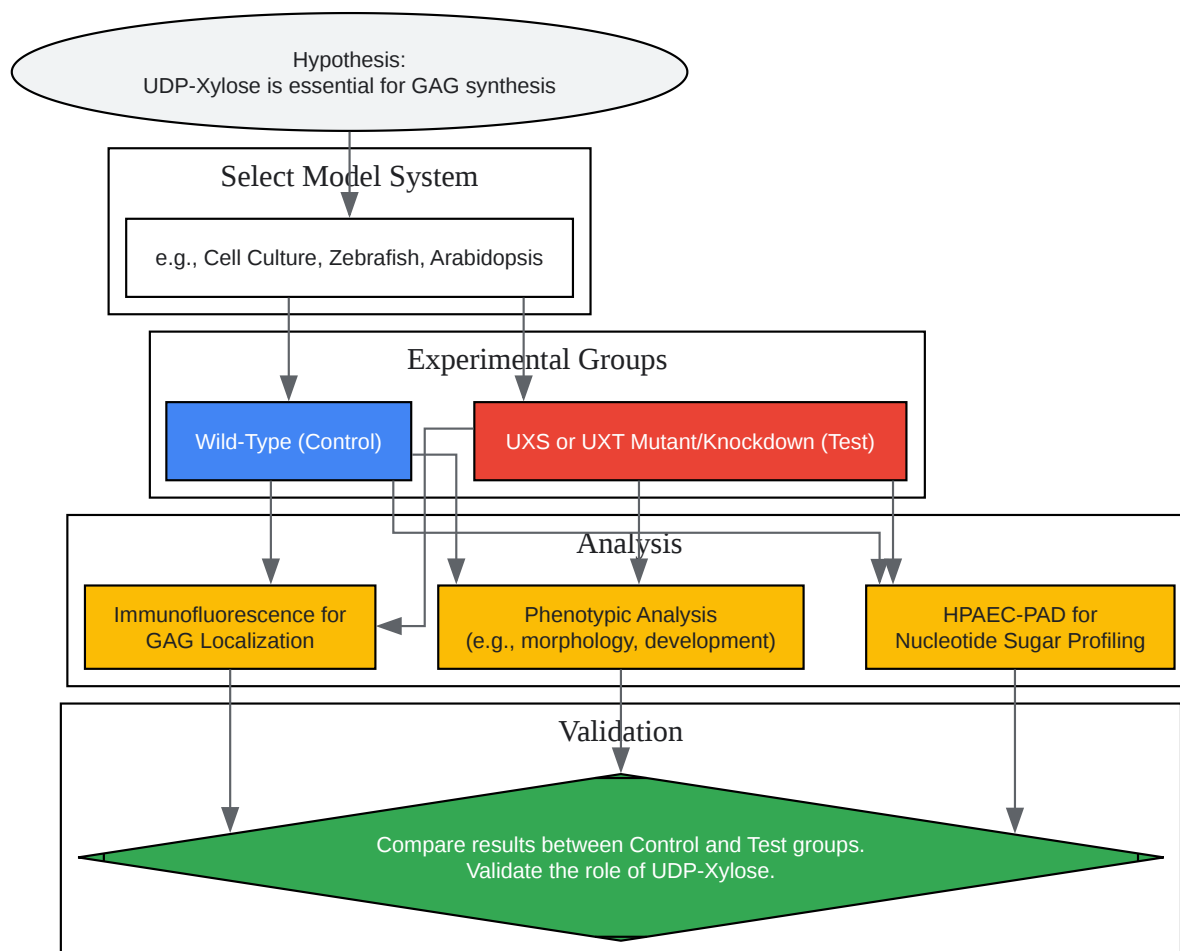 Hypothesis:
UDP-Xylose is essential for GAG synthesis
Select Model System
e.g., Cell Culture, Zebrafish, Arabidopsis
Experimental Groups
Wild-Type (Control)
UXS or UXT Mutant/Knockdown (Test)
Analysis
Immunofluorescence for
GAG Localization
Phenotypic Analysis
(e.g., morphology, development)
HPAEC-PAD for
Nucleotide Sugar Profiling
Validation
Compare results between Control and Test groups.
Validate the role of UDP-Xylose.